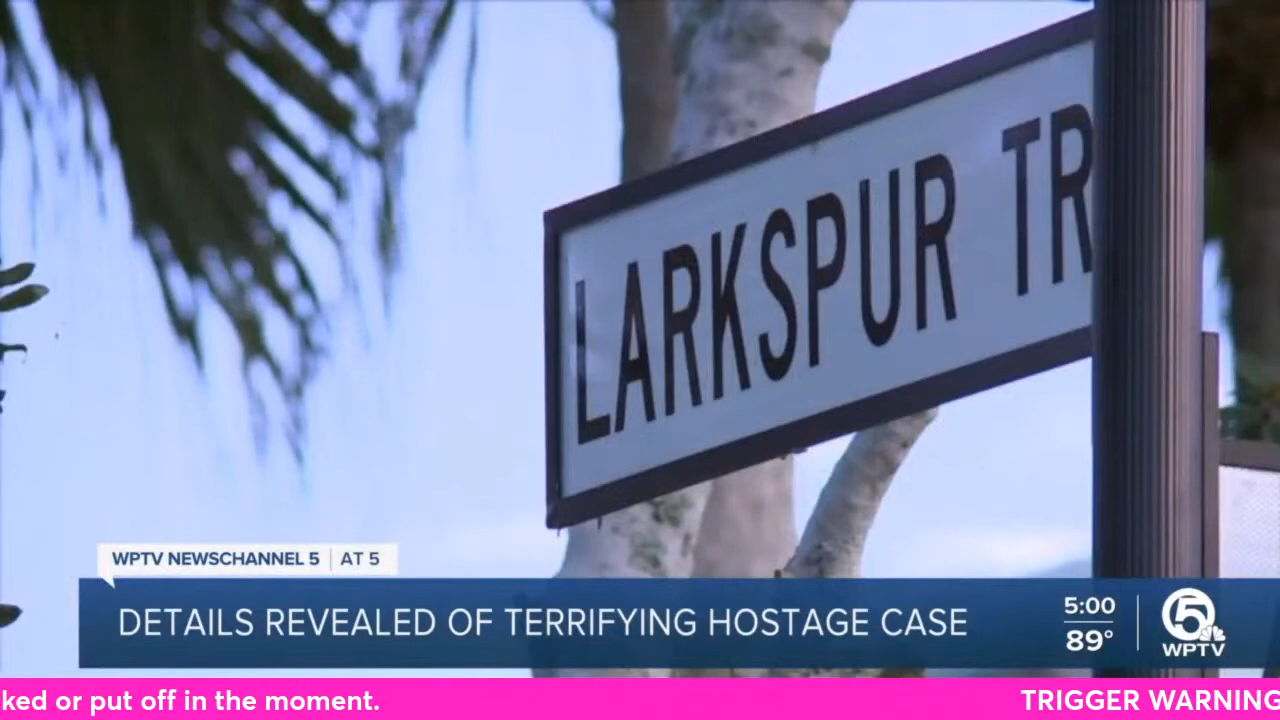 LARKSPUR TR
WPTV NEWSCHANNEL 5 | AT 5
DETAILS REVEALED OF TERRIFYING HOSTAGE CASE
5:00
89°
5
WPTV
ked or put off in the moment.
TRIGGER WARNING